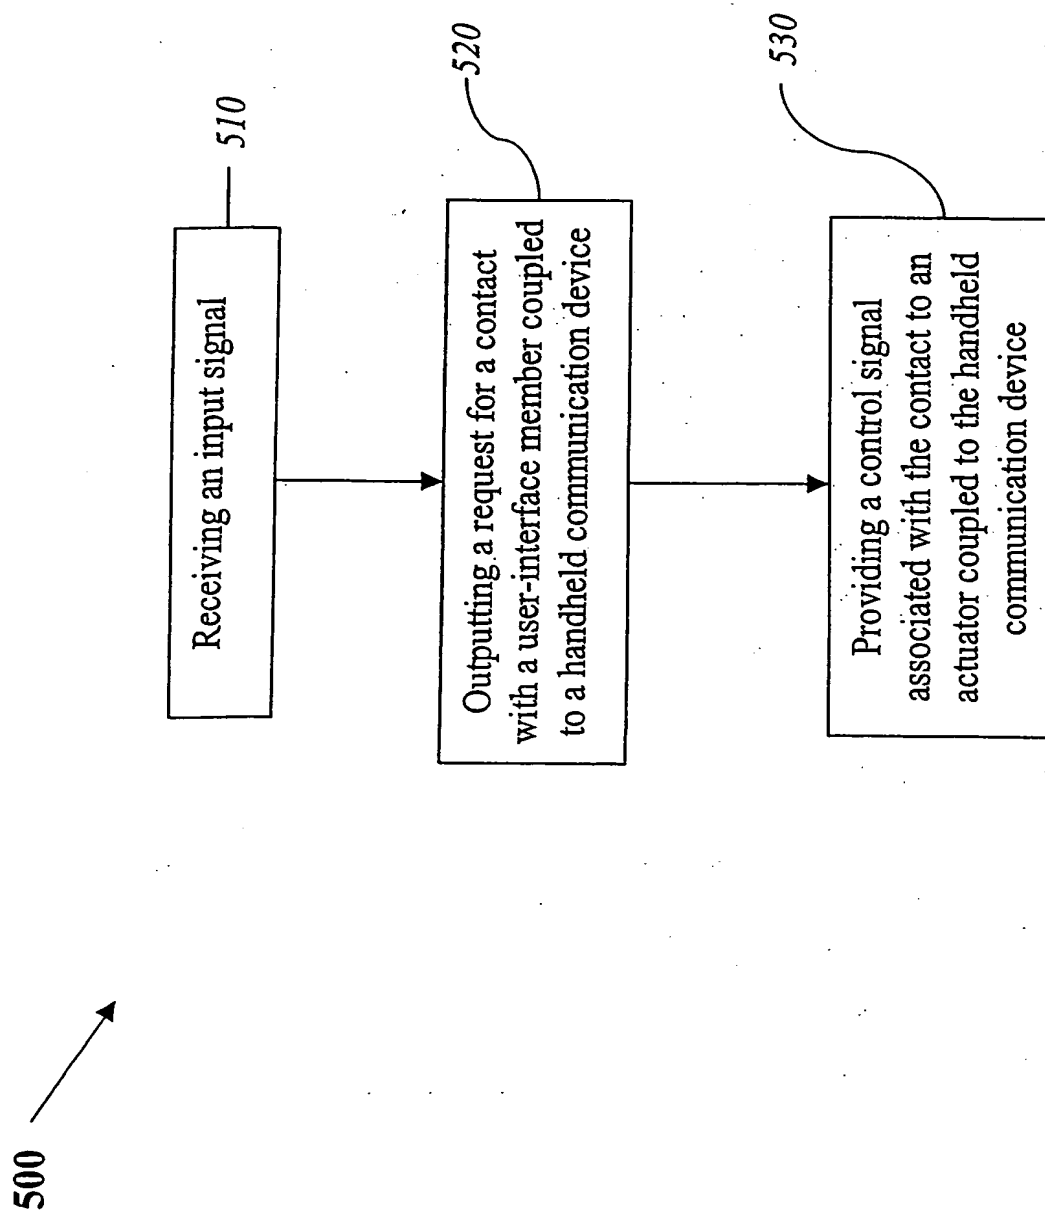 500
Receiving an input signal
510
Outputting a request for a contact
with a user-interface member coupled
to a handheld communication device
520
Providing a control signal
associated with the contact to an
actuator coupled to the handheld
communication device
530